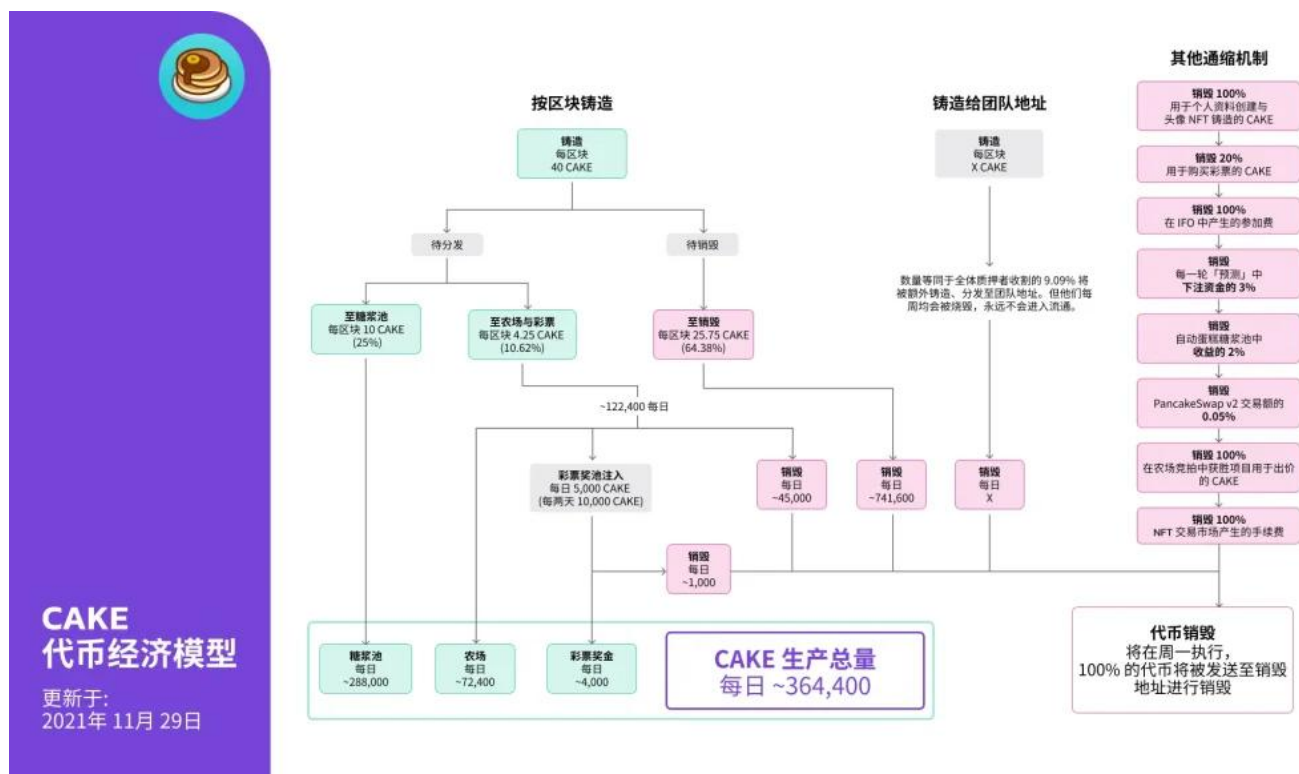 CAKE
代币经济模型
更新于:
2021年 11月 29日
按区块铸造
铸造
每区块
40 CAKE
待分发
待销毁
至糖浆池
每区块 10 CAKE
(25%)
至农场与彩票
每区块 4.25 CAKE
(10.62%)
至销毁
每区块 25.75 CAKE
(64.38%)
~122,400 每日
彩票奖池注入
每日 5,000 CAKE
(每两天 10,000 CAKE)
销毁
每日
~45,000
销毁
每日
~741,600
销毁
每日
~1,000
铸造给团队地址
铸造
每区块
X CAKE
数量等同于全体质押者收割的 9.09% 将
被额外铸造、分发至团队地址。但他们每
周均会被烧毁，永远不会进入流通。
销毁
每日
X
糖浆池
每日
~288,000
农场
每日
~72,400
彩票奖金
每日
~4,000
CAKE 生产总量
每日 ~364,400
其他通缩机制
销毁 100%
用于个人资料创建与
头像 NFT 铸造的 CAKE
销毁 20%
用于购买彩票的 CAKE
销毁 100%
在 IFO 中产生的参加费
销毁
每一轮「预测」中
下注资金的 3%
销毁
自动蛋糕糖浆池中
收益的 2%
销毁
PancakeSwap v2 交易额的
0.05%
销毁 100%
在农场竞拍中获胜项目用于出价
的 CAKE
销毁 100%
NFT 交易市场产生的手续费
代币销毁
将在周一执行，
100% 的代币将被发送至销毁
地址进行销毁